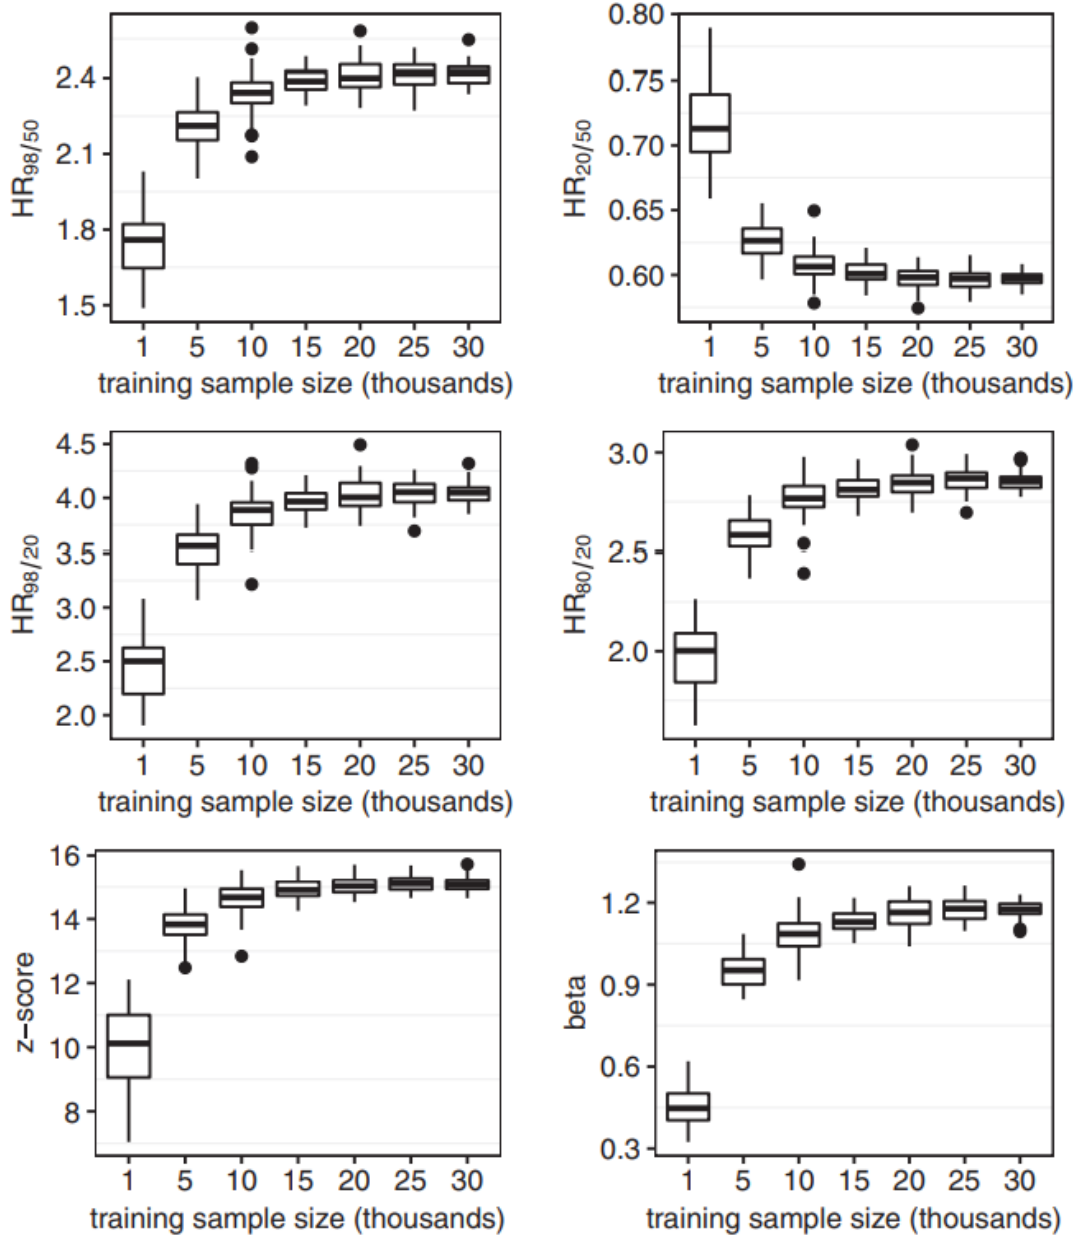 HR98/50
2.4
2.1
1.8
1.5
1 5 10 15 20 25 30
training sample size (thousands)
HR20/50
0.80
0.75
0.70
0.65
0.60
1 5 10 15 20 25 30
training sample size (thousands)
HR98/20
4.5
4.0
3.5
3.0
2.5
2.0
1 5 10 15 20 25 30
training sample size (thousands)
HR80/20
3.0
2.5
2.0
1 5 10 15 20 25 30
training sample size (thousands)
z−score
16
14
12
10
8
1 5 10 15 20 25 30
training sample size (thousands)
beta
1.2
0.9
0.6
0.3
1 5 10 15 20 25 30
training sample size (thousands)